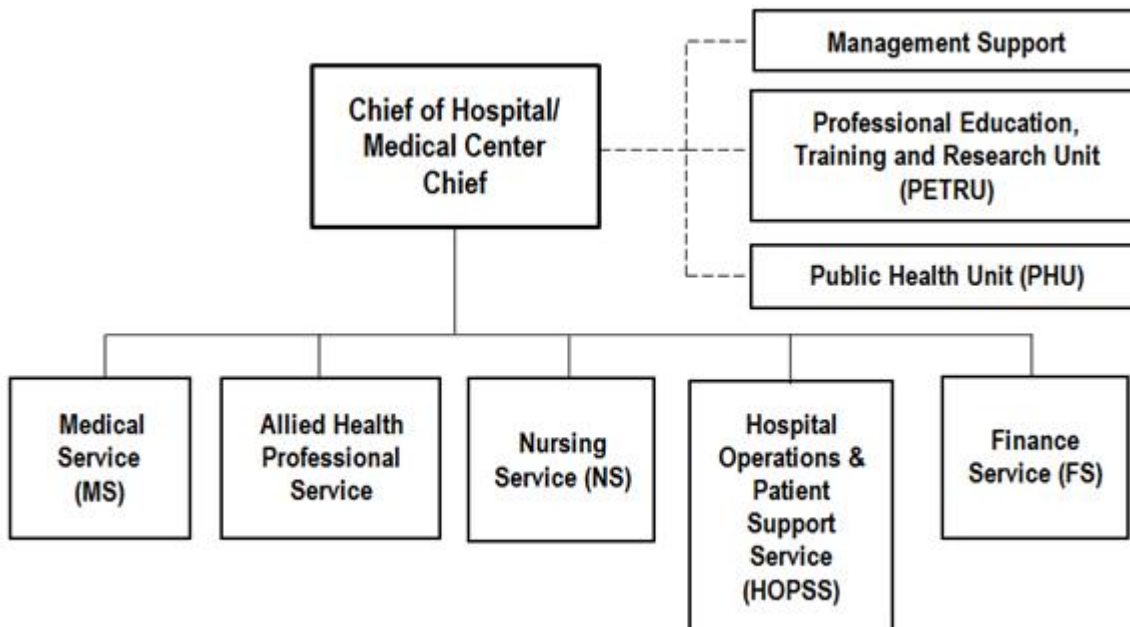 Management Support
Chief of Hospital/
Medical Center
Chief
Professional Education,
Training and Research Unit
(PETRU)
Public Health Unit (PHU)
Medical
Service
(MS)
Allied Health
Professional
Service
Nursing
Service (NS)
Hospital
Operations &
Patient
Support
Service
(HOPSS)
Finance
Service (FS)